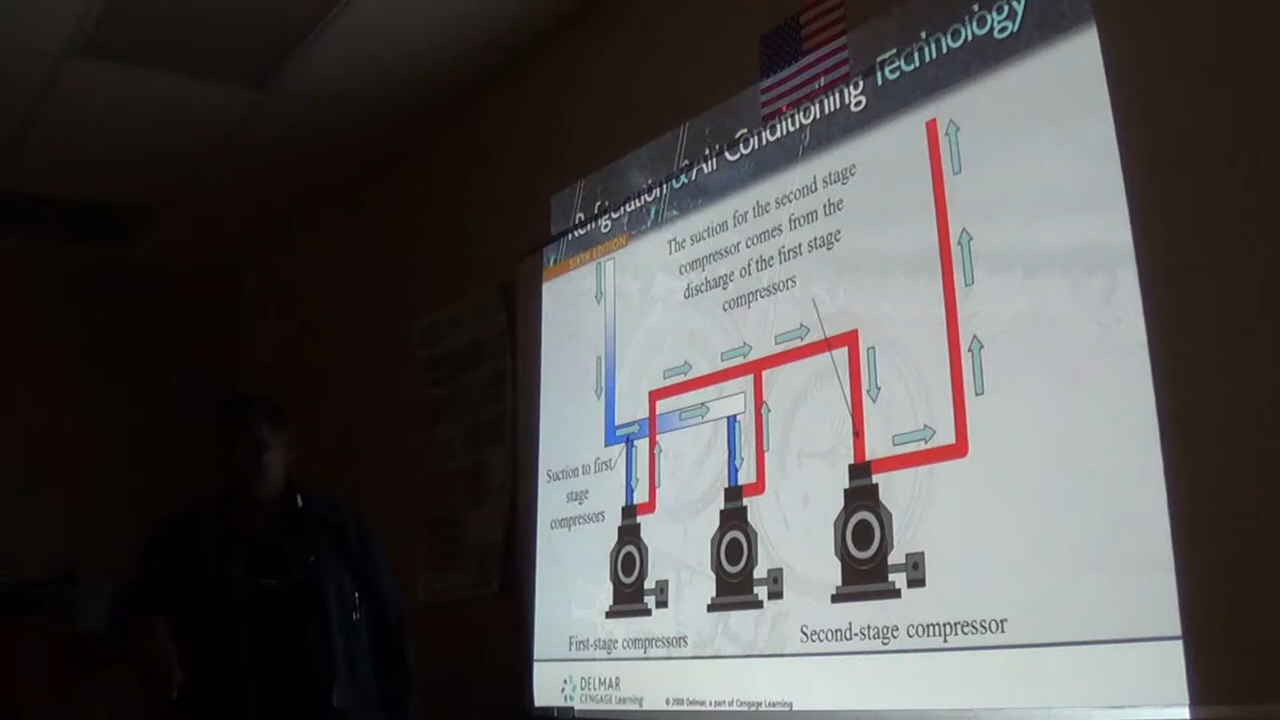 Refrigeration & Air Conditioning Technology
SIXTH EDITION
The suction for the second stage
compressor comes from the
discharge of the first stage
compressors
Suction to first
stage
compressors
First-stage compressors
Second-stage compressor
DELMAR
CENGAGE Learning
© 2008 Delmar, a part of Cengage Learning